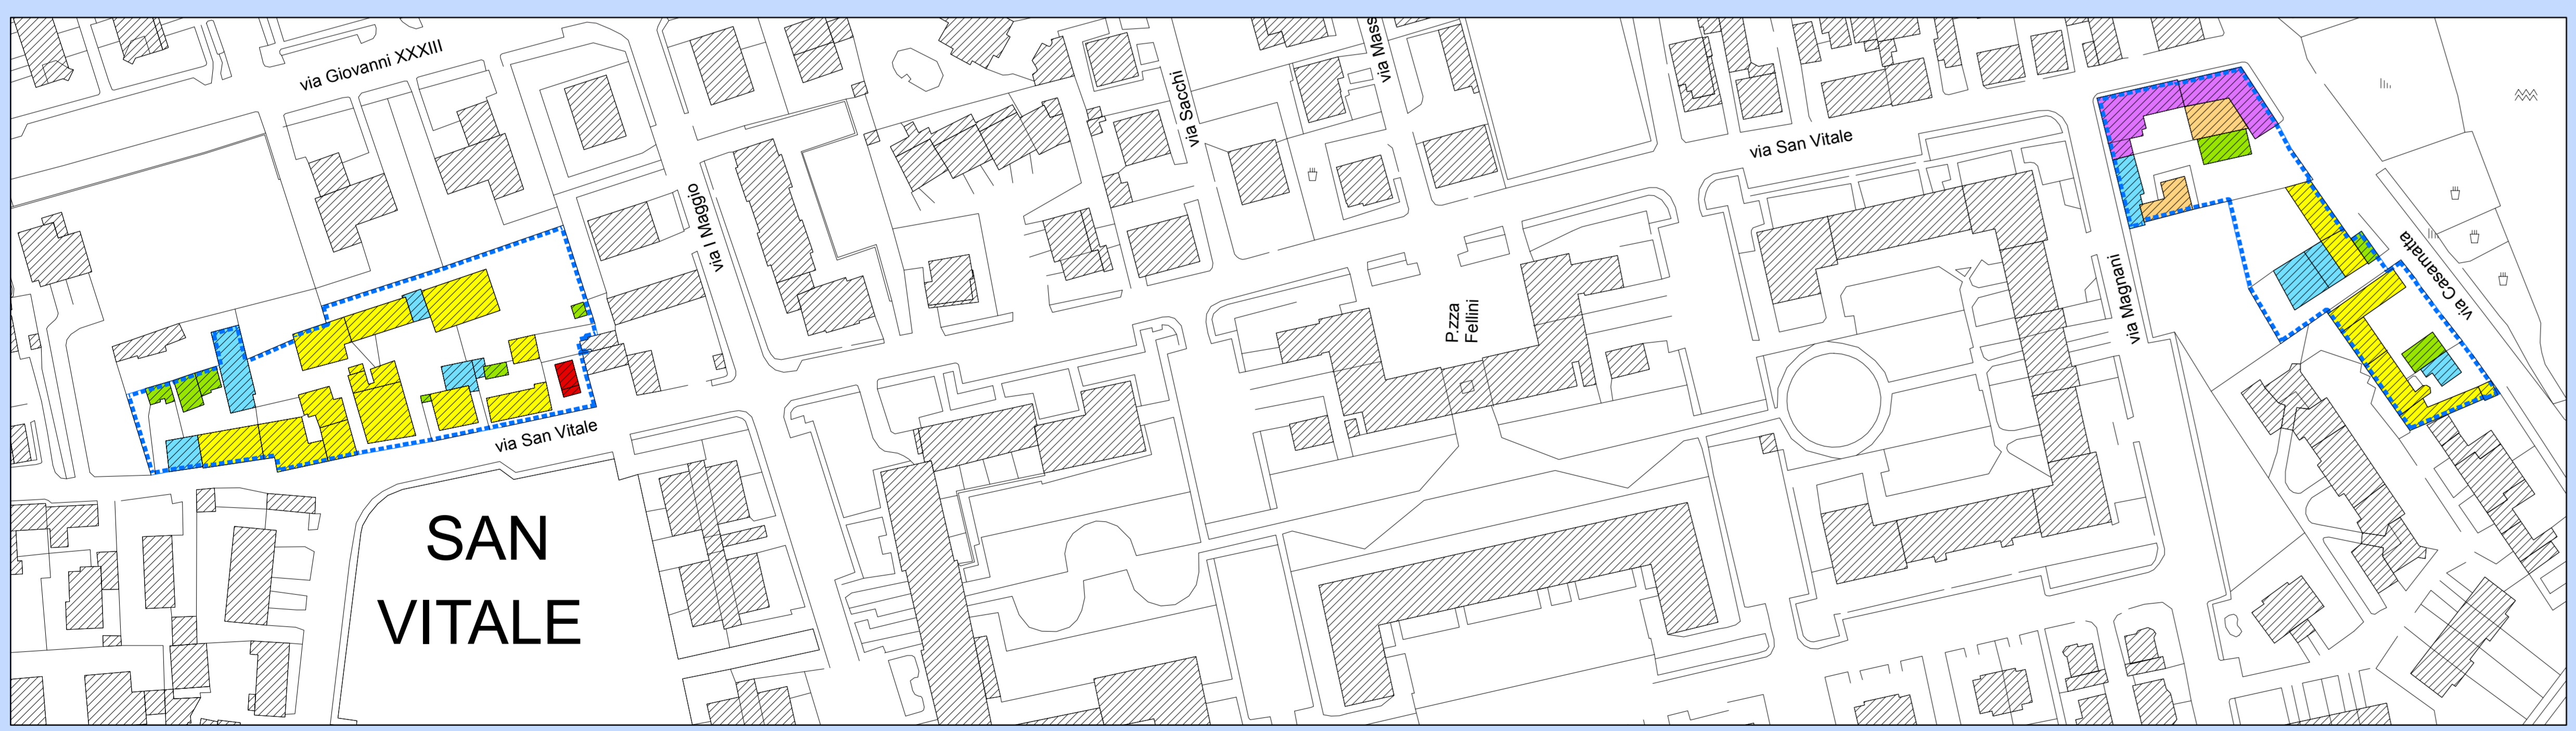 via Giovanni XXXIII
via I Maggio
via Sacchi
via Mass
via San Vitale
via Magnani
via Casamatta
P.zza
Fellini
via San Vitale
SAN
VITALE